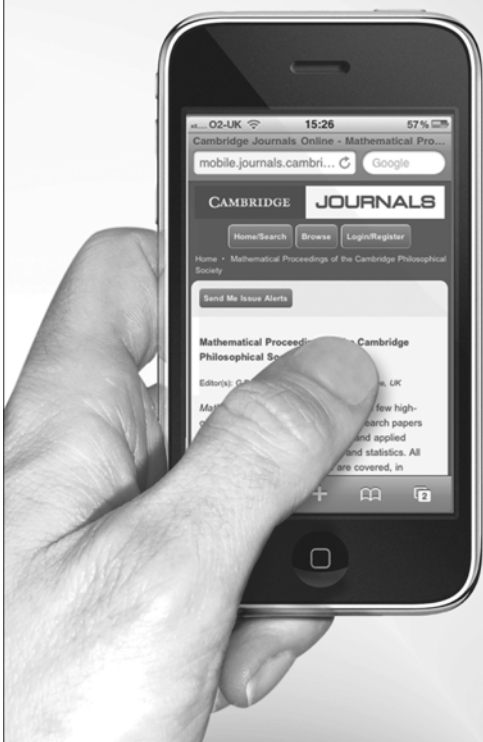 O2-UK 15:26 57%
Cambridge Journals Online - Mathematical Pro...
mobile.journals.cambri... Google
CAMBRIDGE JOURNALS
Home/Search Browse Login/Register
Home • Mathematical Proceedings of the Cambridge Philosophical
Society
Send Me Issue Alerts
Mathematical Cambridge
Philosophical
Editor(s): UK
few high-
earch papers
and applied
and statistics. All
are covered, in
2